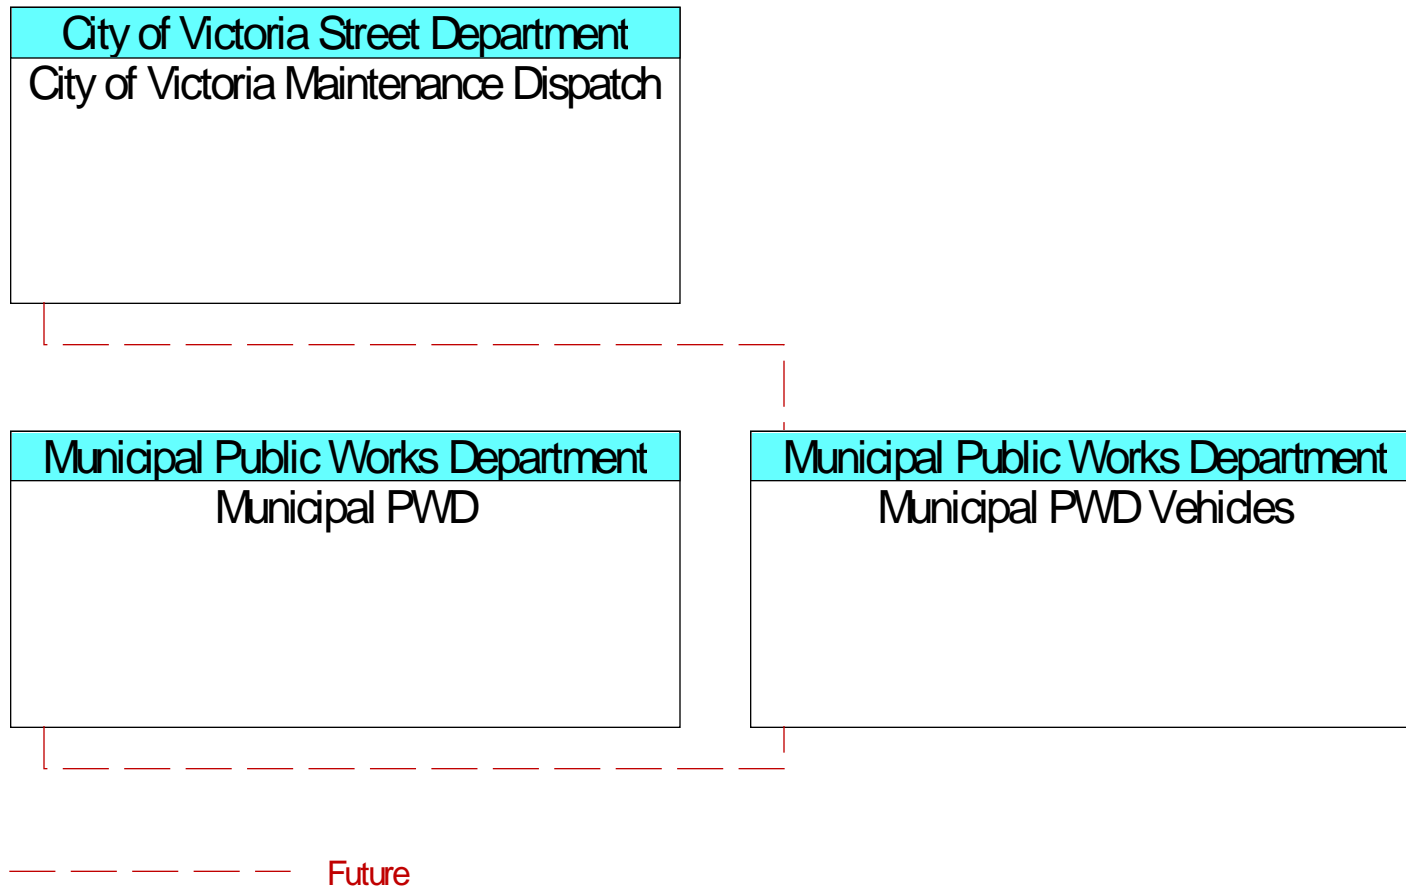 City of Victoria Street Department
City of Victoria Maintenance Dispatch
Municipal Public Works Department
Municipal PWD
Municipal Public Works Department
Municipal PWD Vehicles
Future